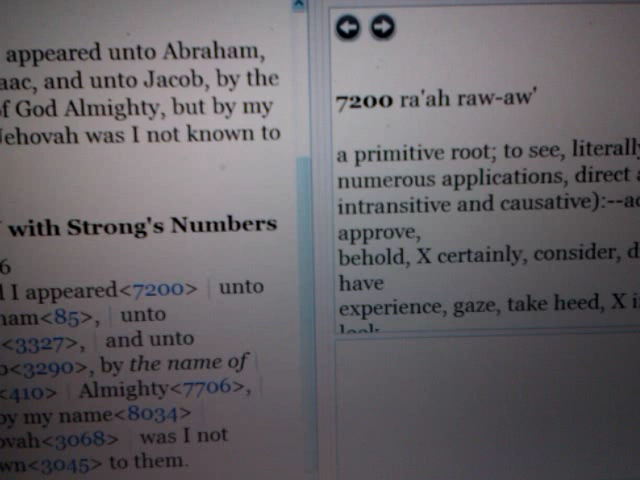 appeared unto Abraham,
aac, and unto Jacob, by the
of God Almighty, but by my
Jehovah was I not known to
with Strong's Numbers
6
I appeared<7200> | unto
ham<85>, | unto
<3327>, | and unto
<3290>, by the name of |
<410> | Almighty<7706>, |
by my name<8034> |
ovah<3068> | was I not
wn<3045> to them.
7200 ra'ah raw-aw'
a primitive root; to see, literally
numerous applications, direct a
intransitive and causative):--ad
approve,
behold, X certainly, consider, d
have
experience, gaze, take heed, X i
look